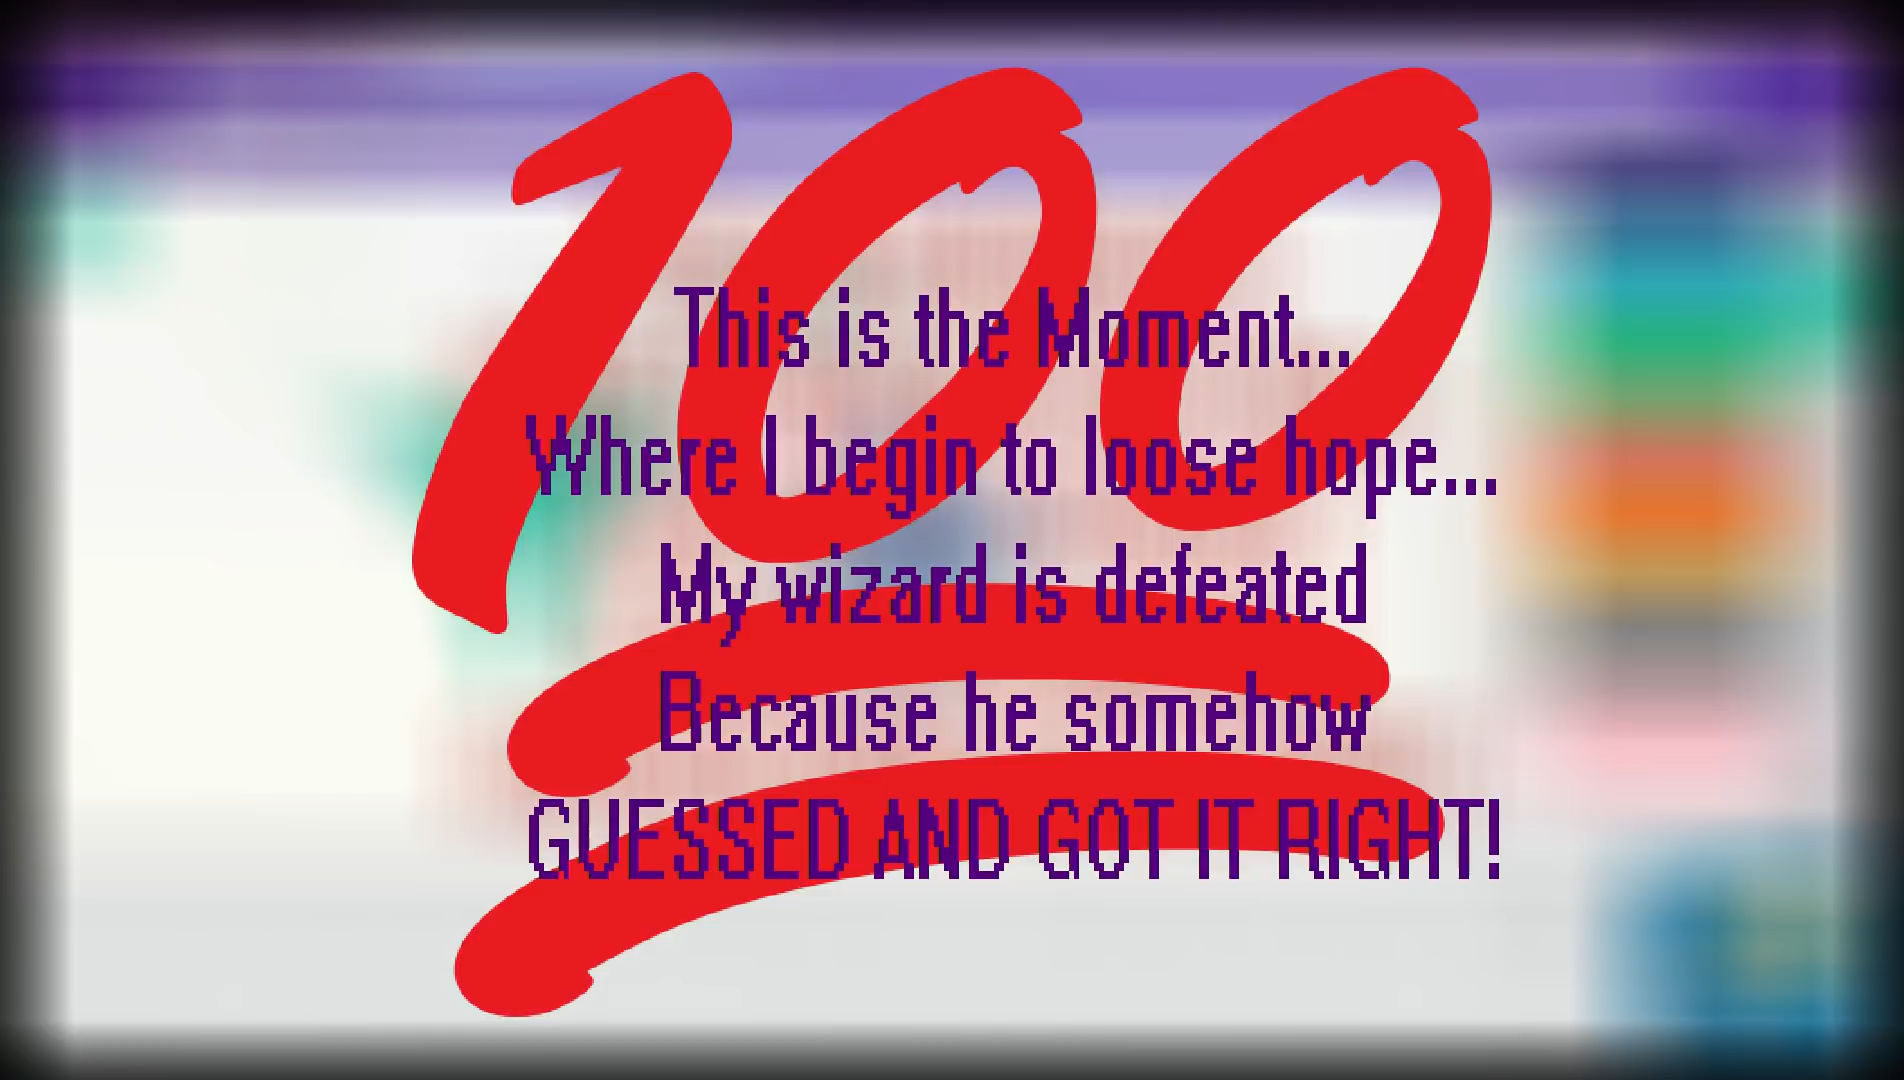 100
This is the Moment...
Where I begin to loose hope...
My wizard is defeated
Because he somehow
GUESSED AND GOT IT RIGHT!